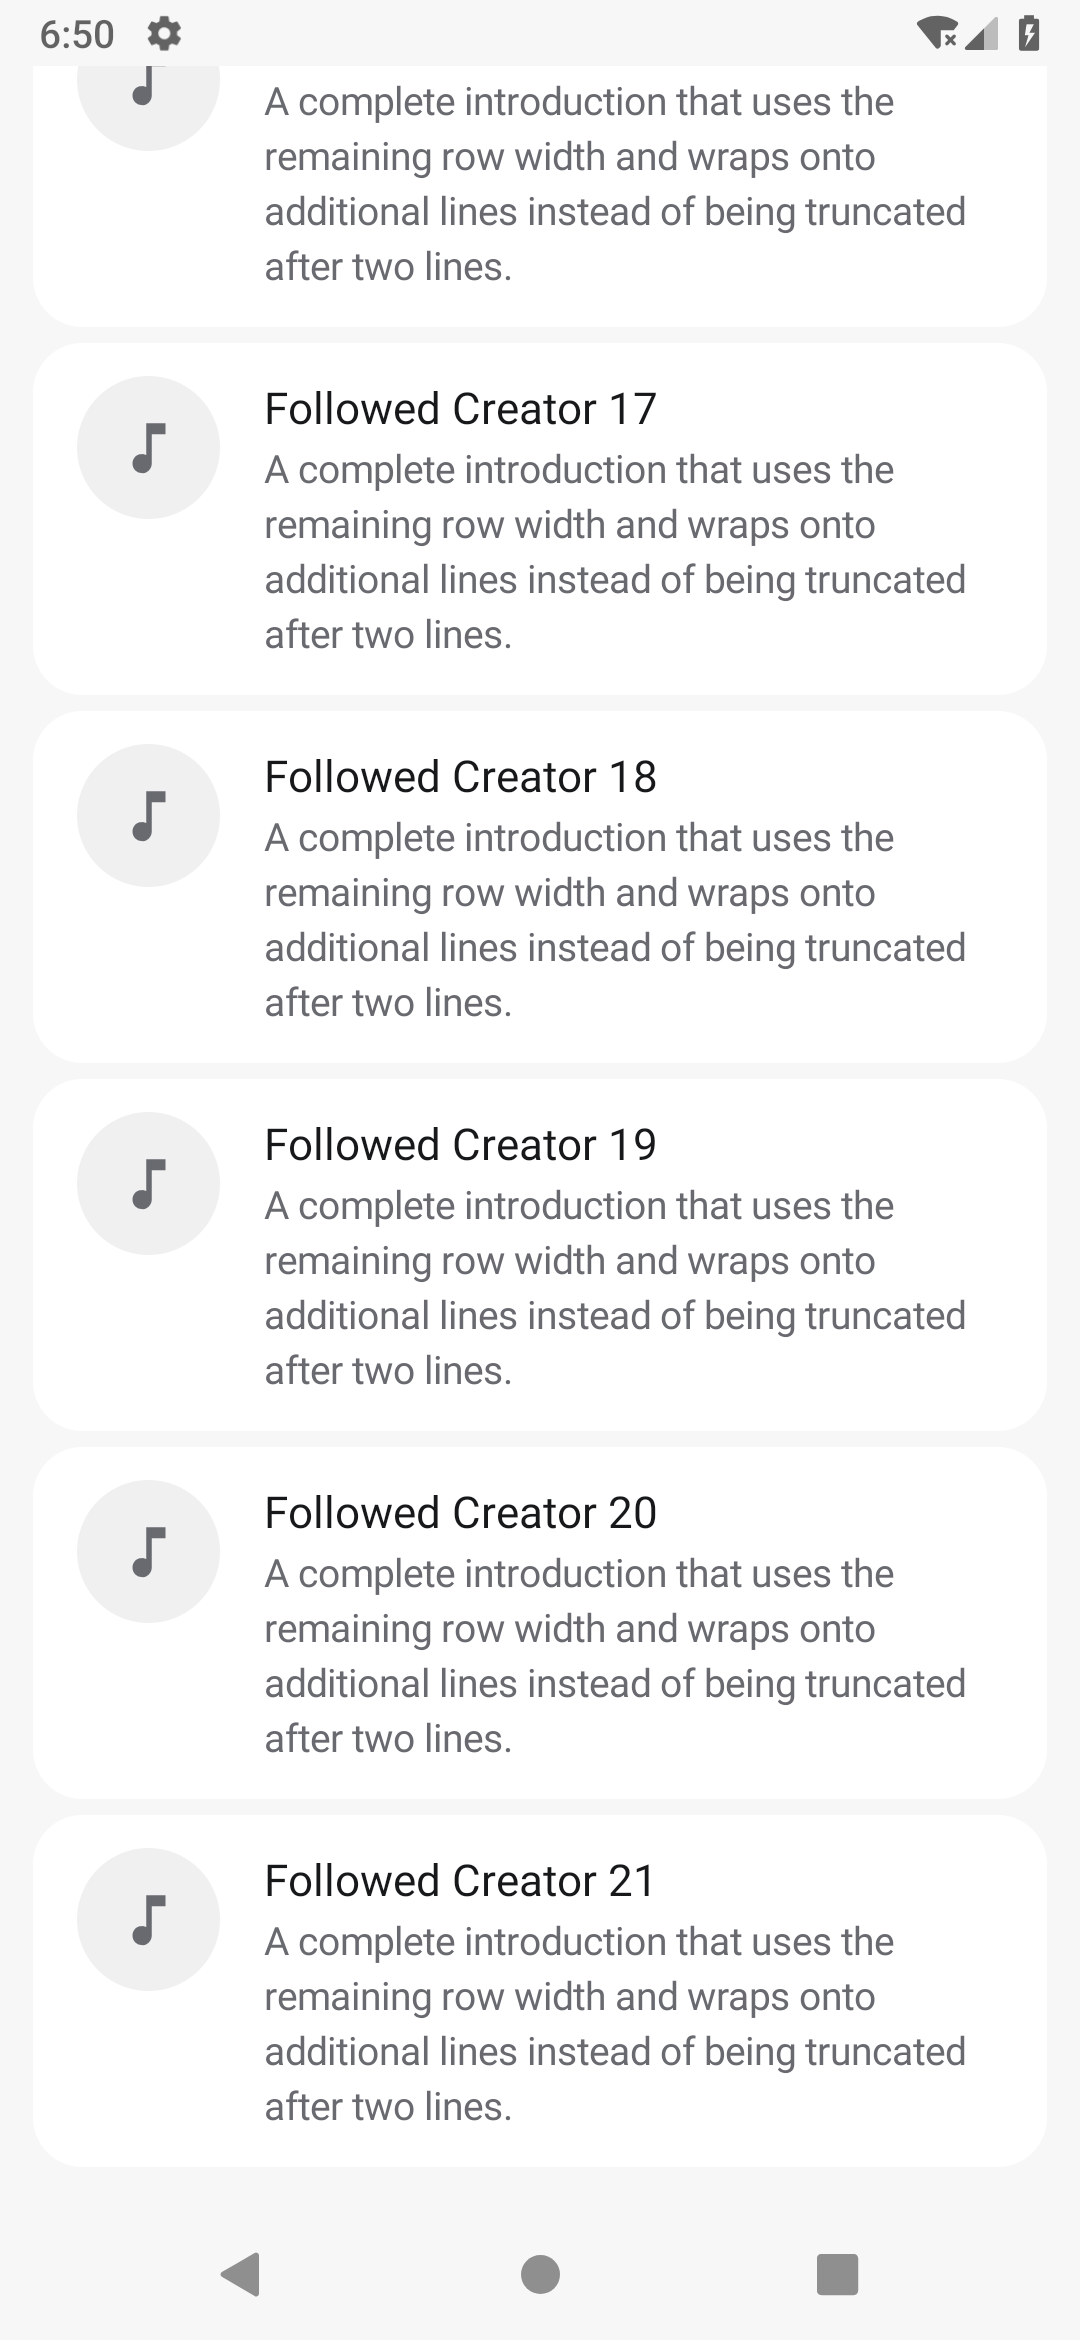 6:50
A complete introduction that uses the
remaining row width and wraps onto
additional lines instead of being truncated
after two lines.
Followed Creator 17
A complete introduction that uses the
remaining row width and wraps onto
additional lines instead of being truncated
after two lines.
Followed Creator 18
A complete introduction that uses the
remaining row width and wraps onto
additional lines instead of being truncated
after two lines.
Followed Creator 19
A complete introduction that uses the
remaining row width and wraps onto
additional lines instead of being truncated
after two lines.
Followed Creator 20
A complete introduction that uses the
remaining row width and wraps onto
additional lines instead of being truncated
after two lines.
Followed Creator 21
A complete introduction that uses the
remaining row width and wraps onto
additional lines instead of being truncated
after two lines.